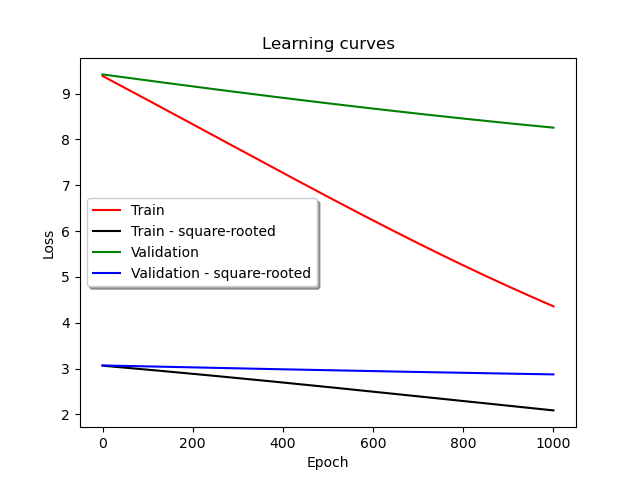 Learning curves
9
8
7
6
5
4
3
2
Loss
Train
Train - square-rooted
Validation
Validation - square-rooted
0 200 400 600 800 1000
Epoch